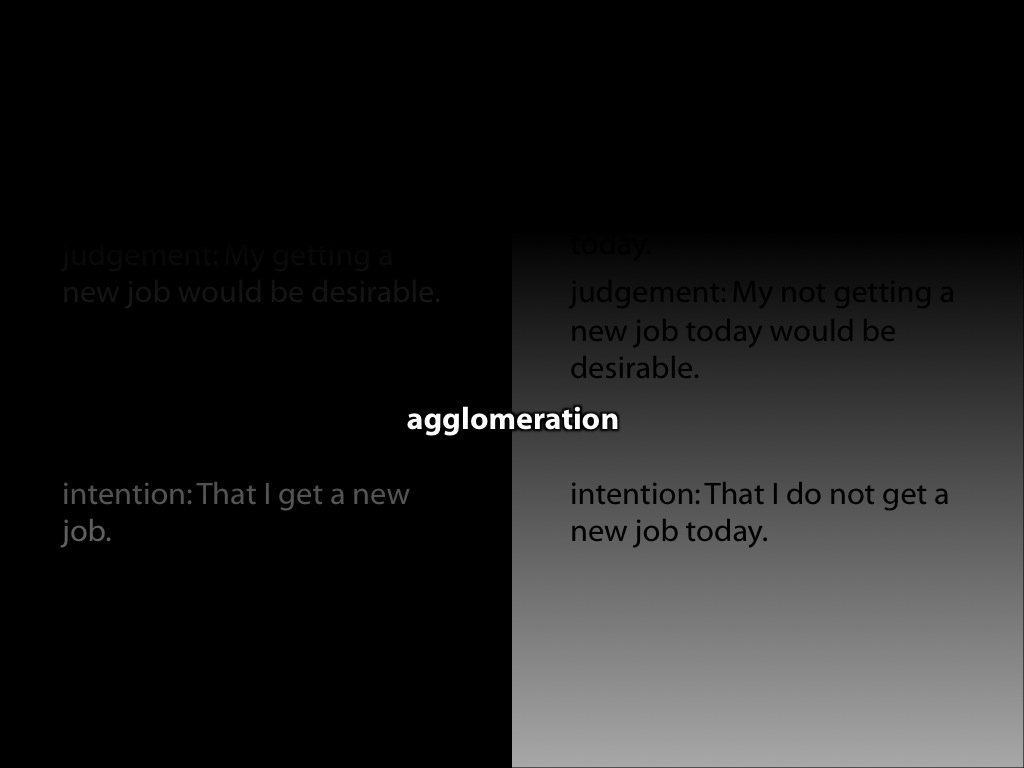 judgement: My getting a
new job would be desirable.
today.
judgement: My not getting a
new job today would be
desirable.
agglomeration
intention: That I get a new
job.
intention: That I do not get a
new job today.